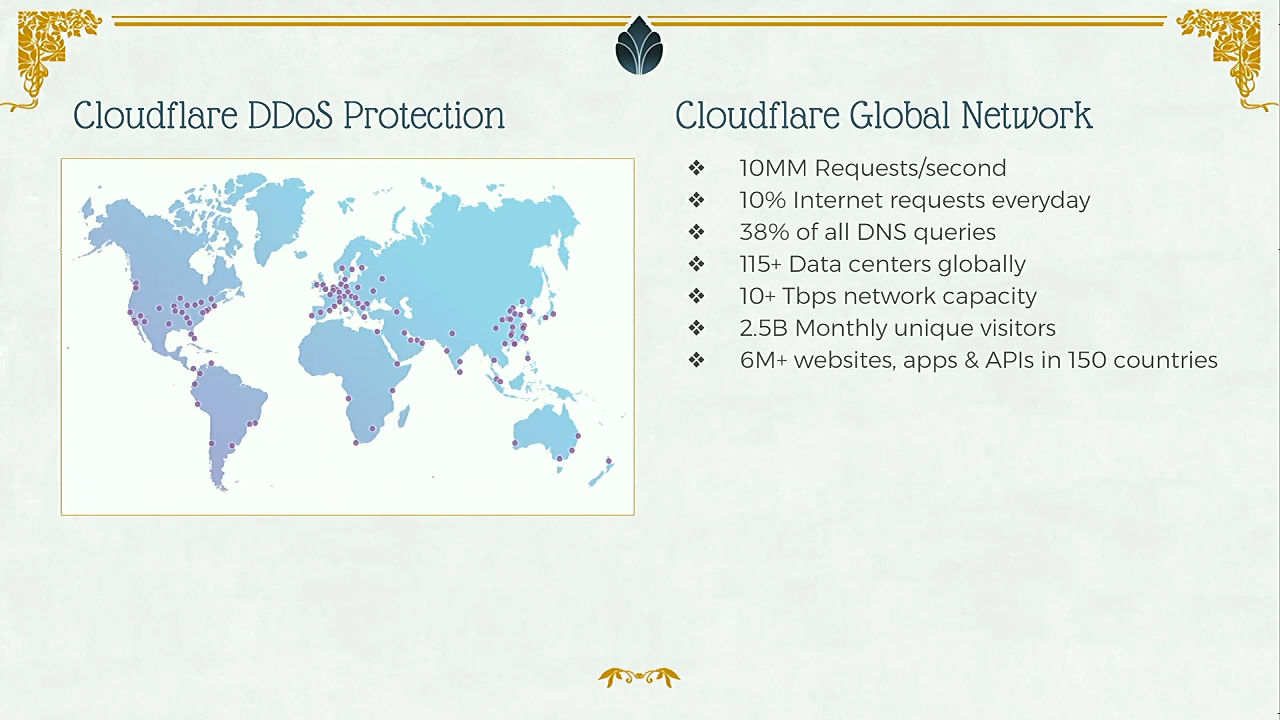 Cloudflare DDoS Protection
Cloudflare Global Network
❖ 10MM Requests/second
❖ 10% Internet requests everyday
❖ 38% of all DNS queries
❖ 115+ Data centers globally
❖ 10+ Tbps network capacity
❖ 2.5B Monthly unique visitors
❖ 6M+ websites, apps & APIs in 150 countries